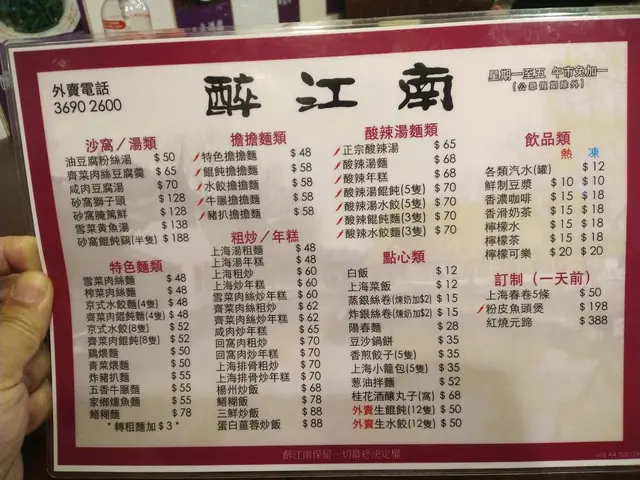 外賣電話
3690 2600
醉江南
星期一至五 午市免加一
(公眾假期除外)
沙窩／湯類
油豆腐粉絲湯 $50
齊菜肉絲豆腐羹 $65
咸肉豆腐湯 $70
砂窩獅子頭 $128
砂窩腌篤鮮 $128
雪菜黄魚湯 $138
砂窩餛飩鷄(半隻) $188
特色麵類
雪菜肉絲麵 $48
榨菜肉絲麵 $48
京式水餃麵(4隻) $48
齊菜肉餛飩麵(4隻) $48
京式水餃(8隻) $52
齊菜肉餛飩(8隻) $52
鷄煨麵 $50
青菜煨麵 $50
炸豬扒麵 $55
五香牛𦟌麵 $55
家鄉燻魚麵 $55
鱔糊麵 $78
*轉粗麵加$3*
擔擔麵類
特色擔擔麵 $48
餛飩擔擔麵 $58
水餃擔擔麵 $58
牛𦟌擔擔麵 $58
豬扒擔擔麵 $58
粗炒／年糕
上海湯粗麵 $48
上海湯年糕 $48
上海粗炒 $60
上海炒年糕 $60
雪菜肉絲炒年糕 $60
齊菜肉絲粗炒 $62
齊菜肉絲炒年糕 $62
咸肉炒年糕 $65
回窩肉粗炒 $70
回窩肉炒年糕 $70
上海排骨粗炒 $70
上海排骨炒年糕 $70
楊州炒飯 $68
鱔糊飯 $78
三鮮炒飯 $88
蛋白薑蓉炒飯 $88
酸辣湯麵類
正宗酸辣湯 $65
酸辣湯麵 $68
酸辣年糕 $68
酸辣湯餛飩(5隻) $70
酸辣湯水餃(5隻) $70
酸辣餛飩麵(3隻) $70
酸辣水餃麵(3隻) $70
點心類
白飯 $12
上海菜飯 $12
蒸銀絲卷(煉奶加$2) $15
炸銀絲卷(煉奶加$2) $15
陽春麵 $28
豆沙鍋餅 $35
香煎餃子(5隻) $35
上海小籠包(5隻) $35
葱油拌麵 $52
桂花酒釀丸子(窩) $68
外賣生餛飩(12隻) $50
外賣生水餃(12隻) $50
飲品類
熱 凍
各類汽水(罐) $12
鮮制豆漿 $10 $10
香濃咖啡 $15 $18
香滑奶茶 $15 $18
檸檬水 $15 $18
檸檬茶 $15 $18
檸檬可樂 $20 $20
訂制（一天前）
上海春卷5條 $50
粉皮魚頭煲 $198
紅燒元蹄 $388
醉江南保留一切最終決定權